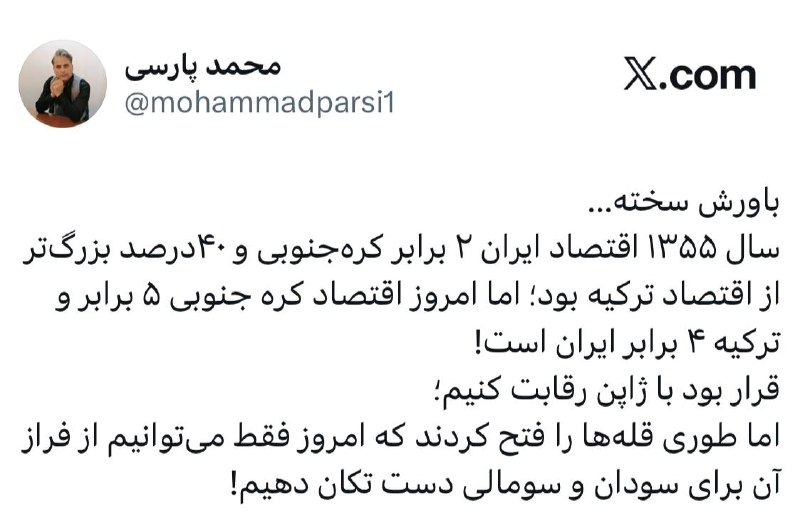 محمد پارسی
@mohammadparsi1
X.com
باورش سخته...
سال ۱۳۵۵ اقتصاد ایران ۲ برابر کره‌جنوبی و ۴۰درصد بزرگ‌تر
از اقتصاد ترکیه بود؛ اما امروز اقتصاد کره جنوبی ۵ برابر و
ترکیه ۴ برابر ایران است!
قرار بود با ژاپن رقابت کنیم؛
اما طوری قله‌ها را فتح کردند که امروز فقط می‌توانیم از فراز
آن برای سودان و سومالی دست تکان دهیم!